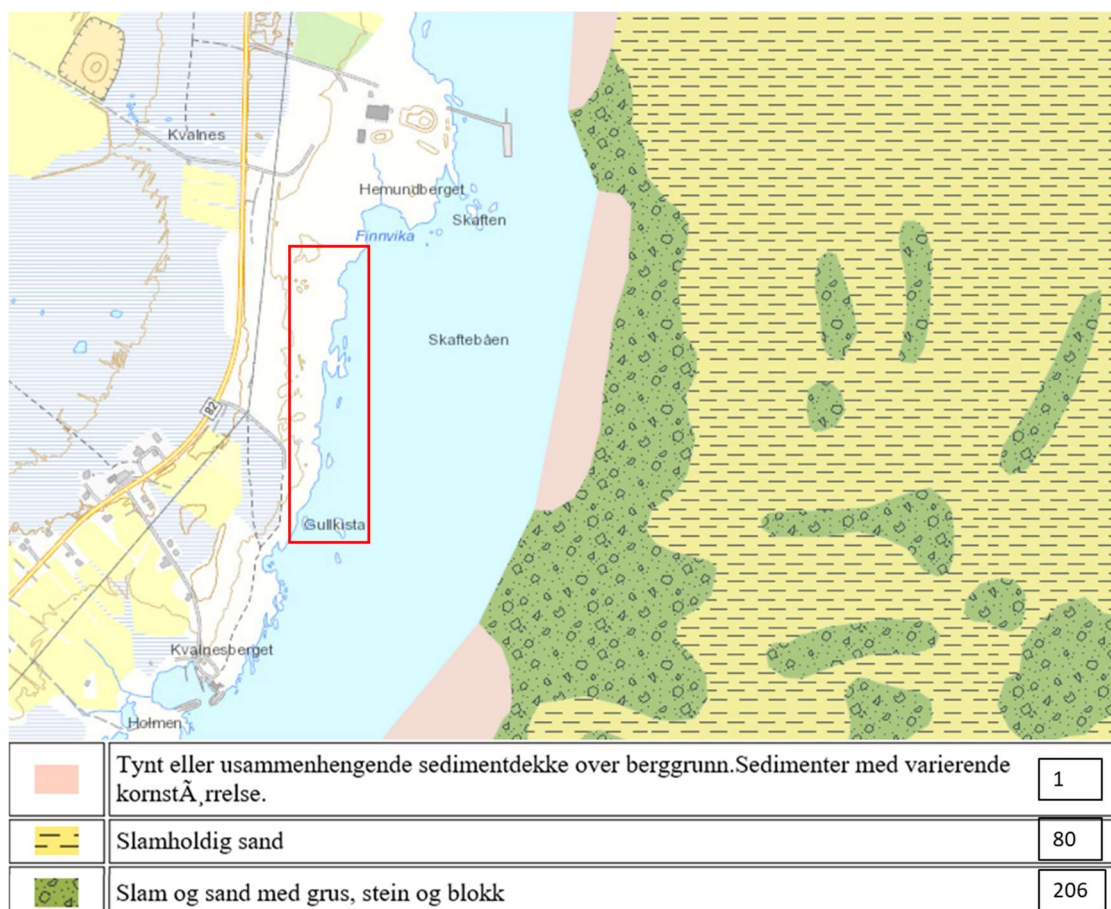 Kvalnes
Hemundberget
Skaften
Finnvika
Skaftebåen
82
Gullkista
Kvalnesberget
Holmen
Tynt eller usammenhengende sedimentdekke over berggrunn.Sedimenter med varierende
kornstÃ¸rrelse.
1
Slamholdig sand
80
Slam og sand med grus, stein og blokk
206